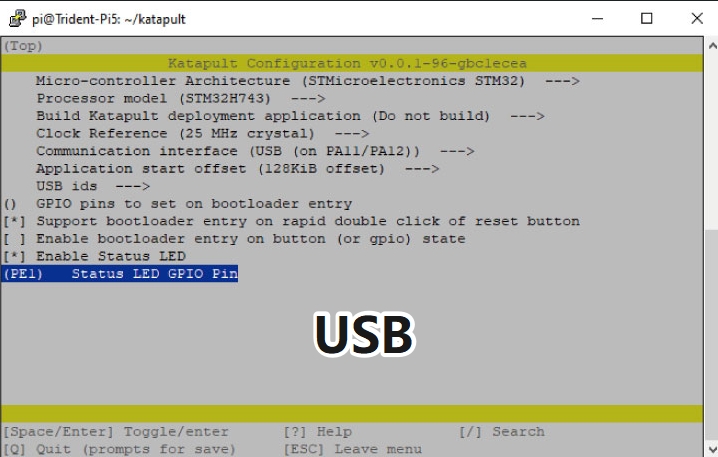 pi@Trident-Pi5: ~/katapult
(Top)
Katapult Configuration v0.0.1-96-gbc1ecea
Micro-controller Architecture (STMicroelectronics STM32) --->
Processor model (STM32H743) --->
Build Katapult deployment application (Do not build) --->
Clock Reference (25 MHz crystal) --->
Communication interface (USB (on PA11/PA12)) --->
Application start offset (128KiB offset) --->
USB ids --->
() GPIO pins to set on bootloader entry
[*] Support bootloader entry on rapid double click of reset button
[ ] Enable bootloader entry on button (or gpio) state
[*] Enable Status LED
(PE1) Status LED GPIO Pin
USB
[Space/Enter] Toggle/enter [?] Help [/] Search
[Q] Quit (prompts for save) [ESC] Leave menu